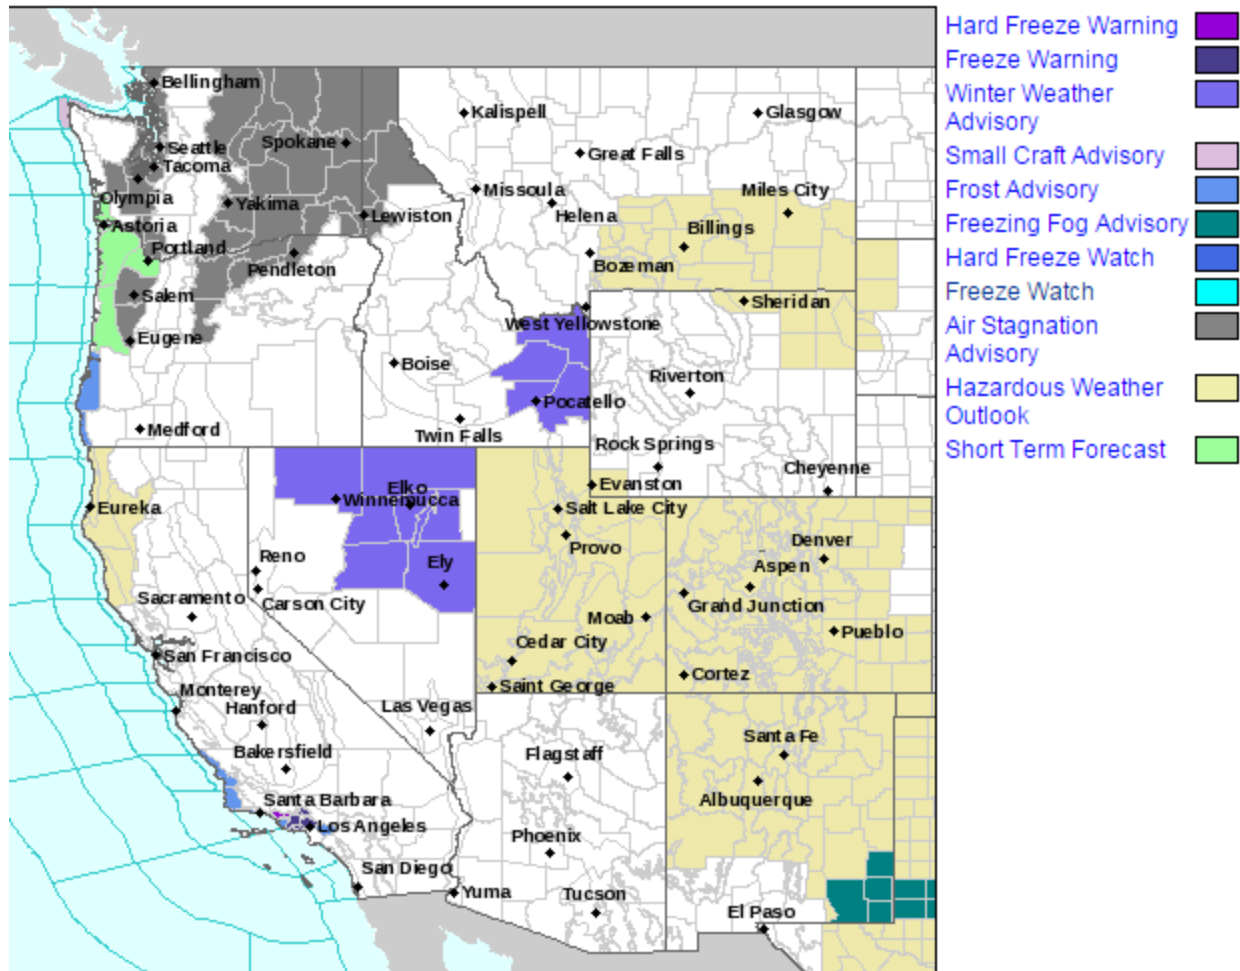 Hard Freeze Warning
Freeze Warning
Winter Weather
Advisory
Small Craft Advisory
Frost Advisory
Freezing Fog Advisory
Hard Freeze Watch
Freeze Watch
Air Stagnation
Advisory
Hazardous Weather
Outlook
Short Term Forecast
Bellingham
Kalispell
Glasgow
Seattle
Spokane
Great Falls
Tacoma
Olympia
Yakima
Lewiston
Missoula
Helena
Miles City
Astoria
Portland
Pendleton
Billings
Bozeman
Salem
Sheridan
West Yellowstone
Eugene
Boise
Riverton
Pocatello
Medford
Twin Falls
Rock Springs
Cheyenne
Evanston
Elko
Winnemucca
Eureka
Salt Lake City
Provo
Denver
Reno
Ely
Aspen
Carson City
Grand Junction
Sacramento
Moab
Pueblo
Cedar City
San Francisco
Cortez
Saint George
Monterey
Hanford
Las Vegas
Santa Fe
Bakersfield
Flagstaff
Albuquerque
Santa Barbara
Los Angeles
Phoenix
San Diego
Yuma
Tucson
El Paso